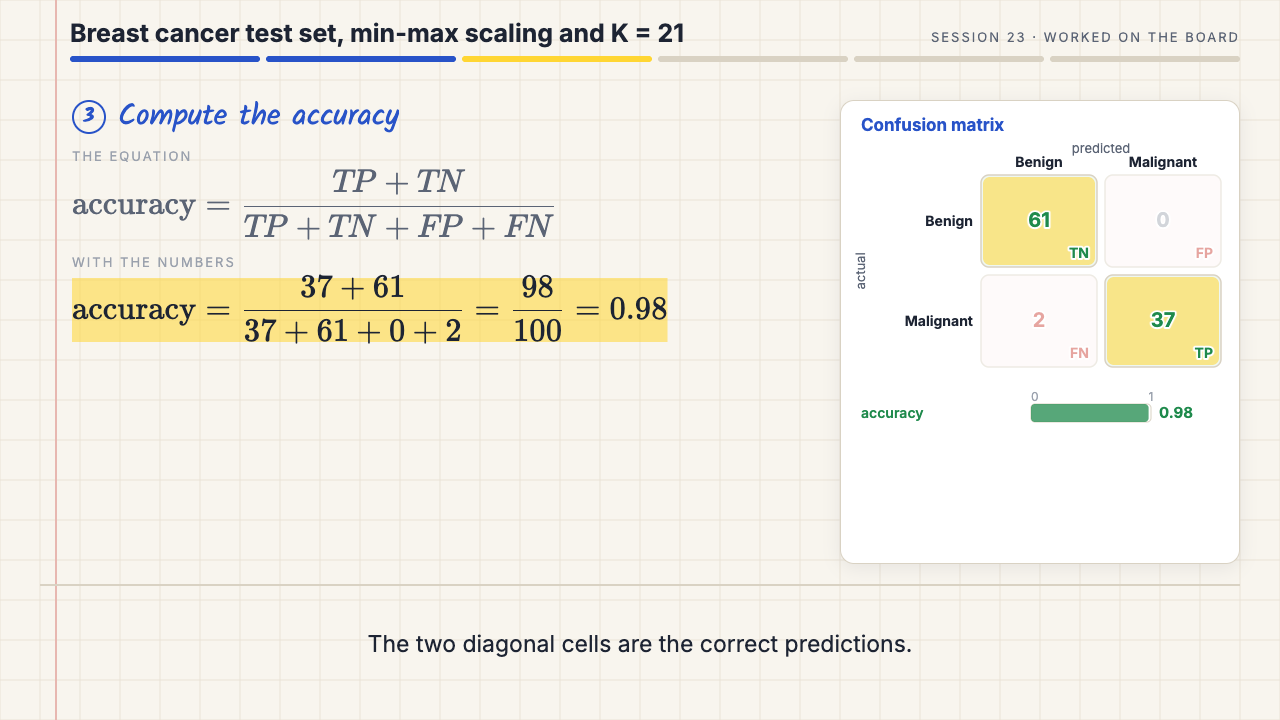 Breast cancer test set, min-max scaling and K = 21
SESSION 23 · WORKED ON THE BOARD
3 Compute the accuracy
THE EQUATION
accuracy = TP + TN / TP + TN + FP + FN
WITH THE NUMBERS
accuracy = 37 + 61 / 37 + 61 + 0 + 2 = 98 / 100 = 0.98
Confusion matrix
predicted
Benign Malignant
actual
Benign 61 TN 0 FP
Malignant 2 FN 37 TP
0 1
accuracy 0.98
The two diagonal cells are the correct predictions.